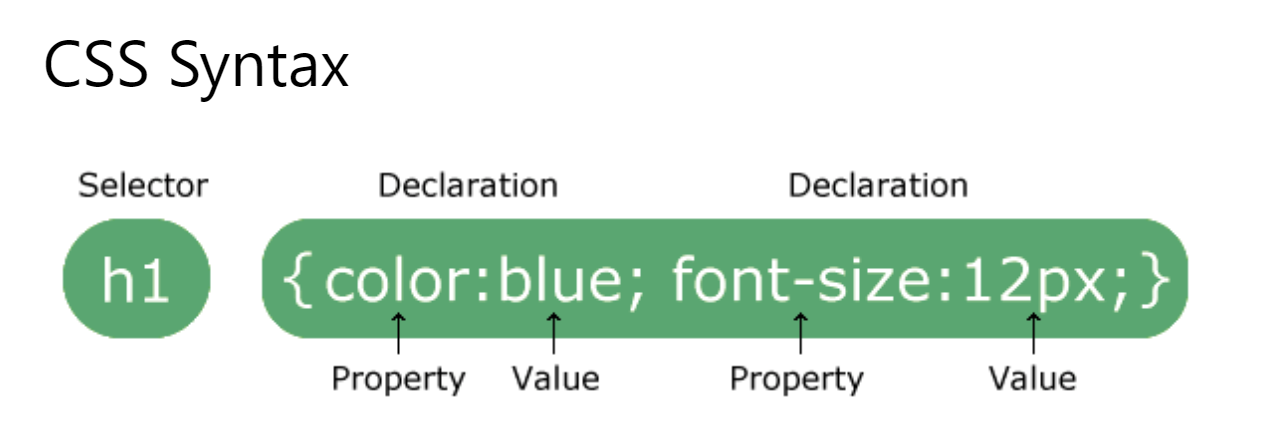 CSS Syntax
Selector Declaration Declaration
h1 {color:blue; font-size:12px;}
Property Value Property Value